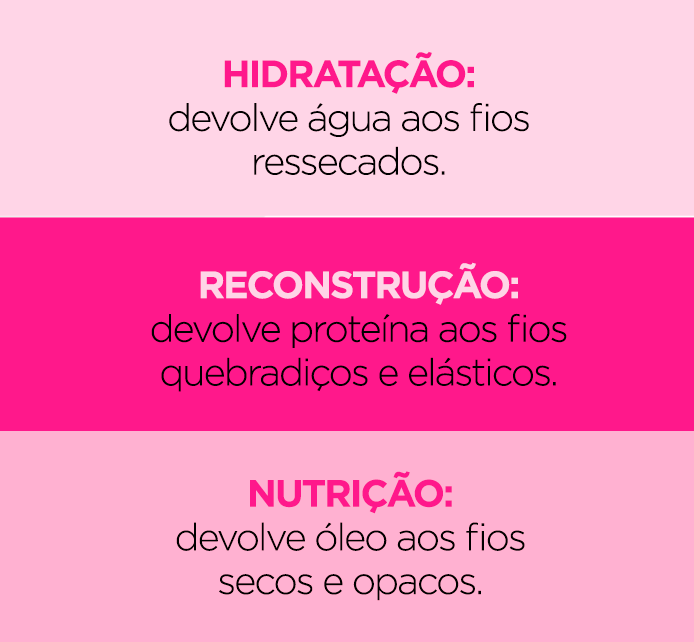 HIDRATAÇÃO:
devolve água aos fios
ressecados.
RECONSTRUÇÃO:
devolve proteína aos fios
quebradiços e elásticos.
NUTRIÇÃO:
devolve óleo aos fios
secos e opacos.